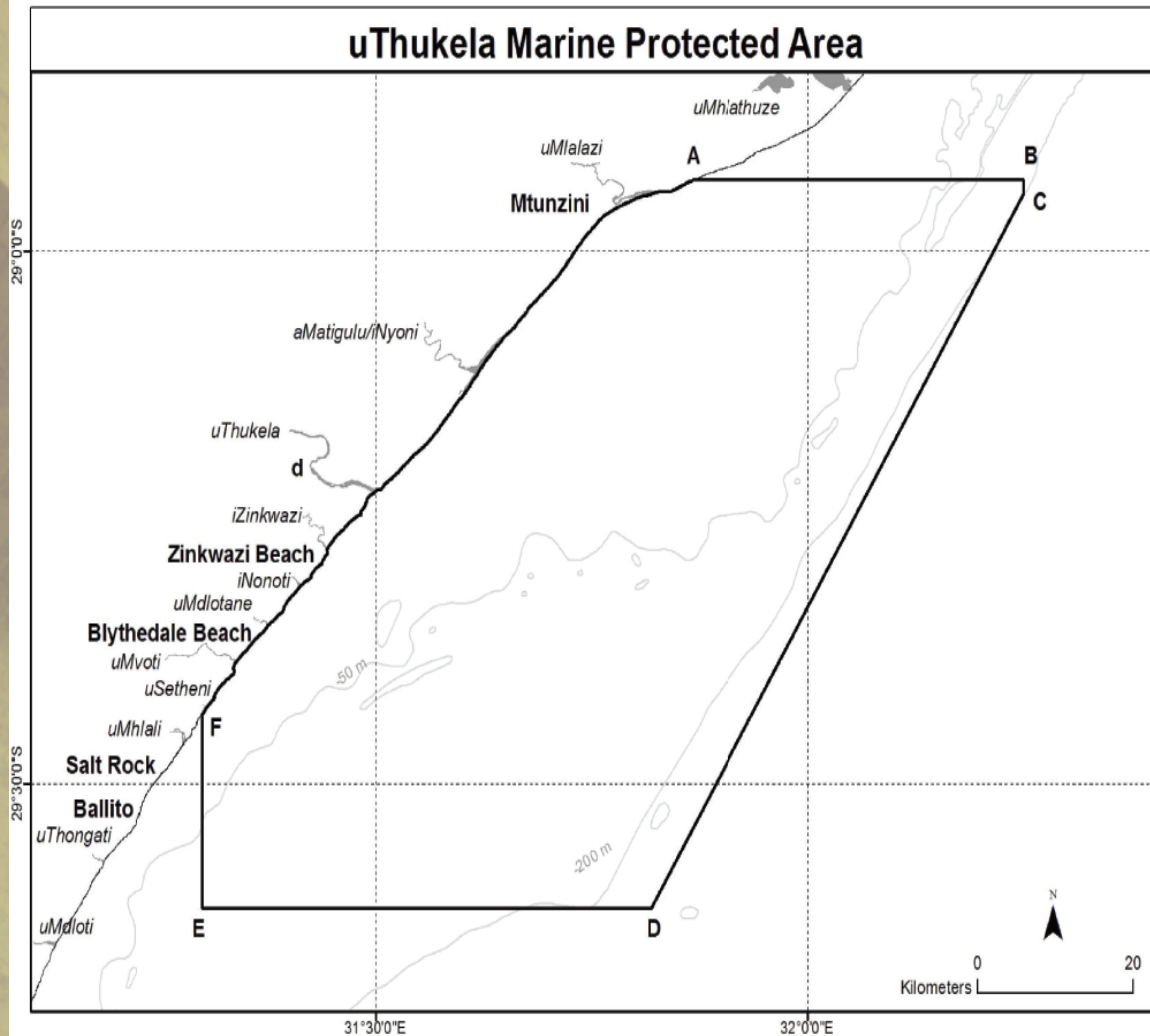 uThukela Marine Protected Area
uMhlathuze
uMlalazi
A
B
Mtunzini
C
29°0'0"S
aMatigulu/iNyoni
uThukela
d
iZinkwazi
Zinkwazi Beach
iNonoti
uMdlotane
Blythedale Beach
uMvoti
-50 m
uSetheni
F
uMhlali
Salt Rock
29°30'0"S
Ballito
uThongati
-200 m
N
uMdloti
E
D
0 20
Kilometers
31°30'0"E
32°0'0"E